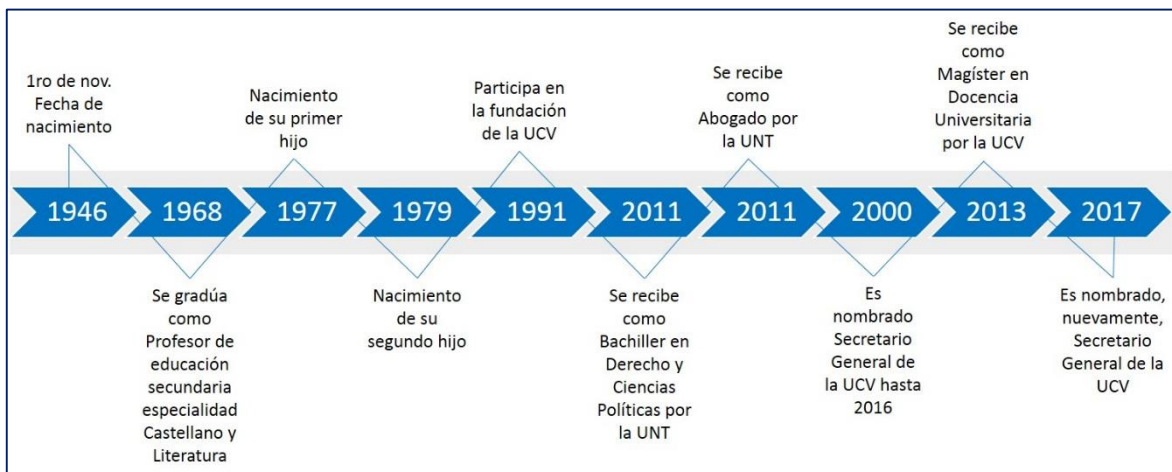 1ro de nov.
Fecha de
nacimiento
Nacimiento
de su primer
hijo
Participa en
la fundación
de la UCV
Se recibe
como
Abogado por
la UNT
Se recibe
como
Magíster en
Docencia
Universitaria
por la UCV
1946
1968
1977
1979
1991
2011
2011
2000
2013
2017
Se gradúa
como
Profesor de
educación
secundaria
especialidad
Castellano y
Literatura
Nacimiento
de su
segundo hijo
Se recibe
como
Bachiller en
Derecho y
Ciencias
Políticas por
la UNT
Es
nombrado
Secretario
General de
la UCV hasta
2016
Es nombrado,
nuevamente,
Secretario
General de la
UCV